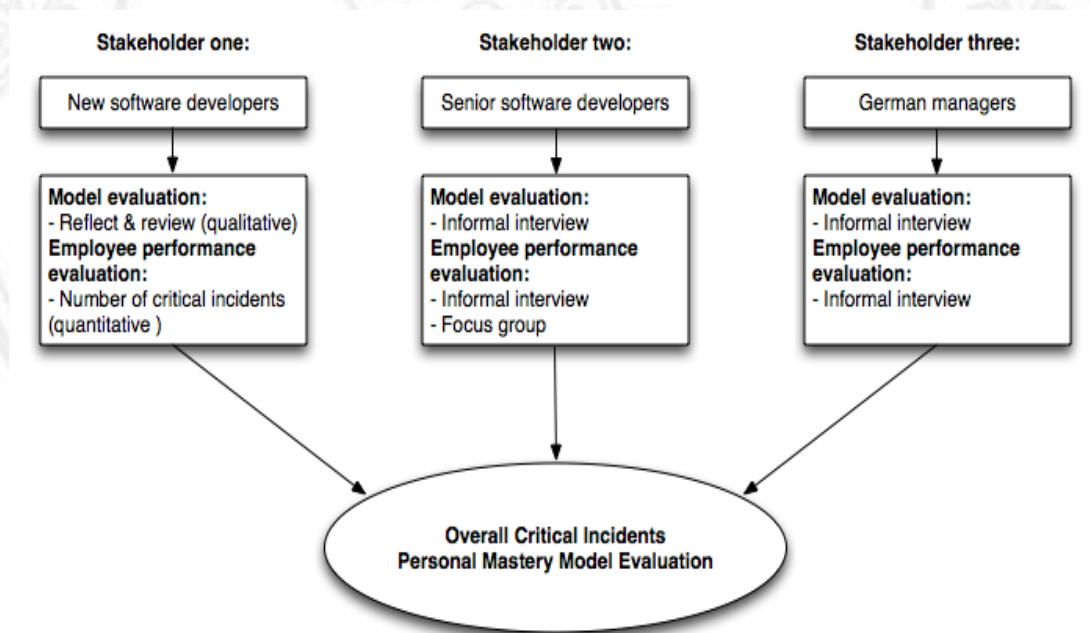 Stakeholder one:
New software developers
Model evaluation:
- Reflect & review (qualitative)
Employee performance
evaluation:
- Number of critical incidents
(quantitative )
Stakeholder two:
Senior software developers
Model evaluation:
- Informal interview
Employee performance
evaluation:
- Informal interview
- Focus group
Stakeholder three:
German managers
Model evaluation:
- Informal interview
Employee performance
evaluation:
- Informal interview
Overall Critical Incidents
Personal Mastery Model Evaluation